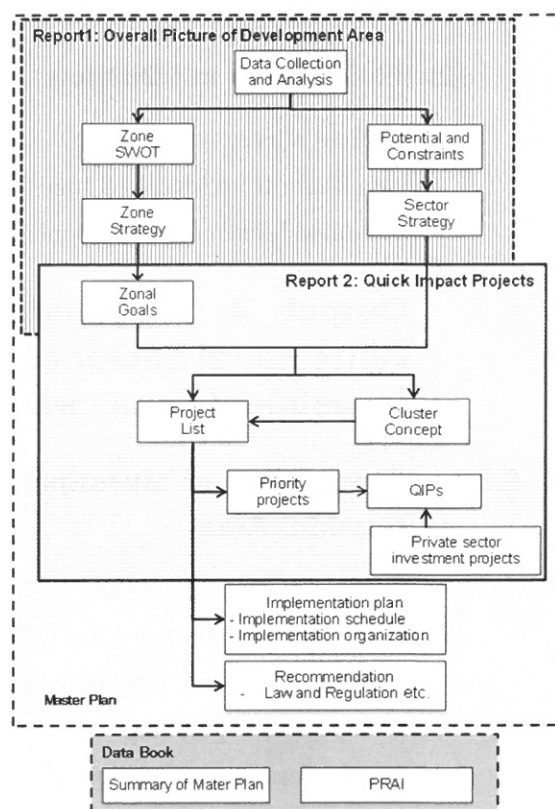 Report1: Overall Picture of Development Area
Data Collection
and Analysis
Zone
SWOT
Potential and
Constraints
Zone
Strategy
Sector
Strategy
Report 2: Quick Impact Projects
Zonal
Goals
Project
List
Cluster
Concept
Priority
projects
QIPs
Private sector
investment projects
Implementation plan
- Implementation schedule
- Implementation organization
Recommendation
- Law and Regulation etc.
Master Plan
Data Book
Summary of Mater Plan
PRAI